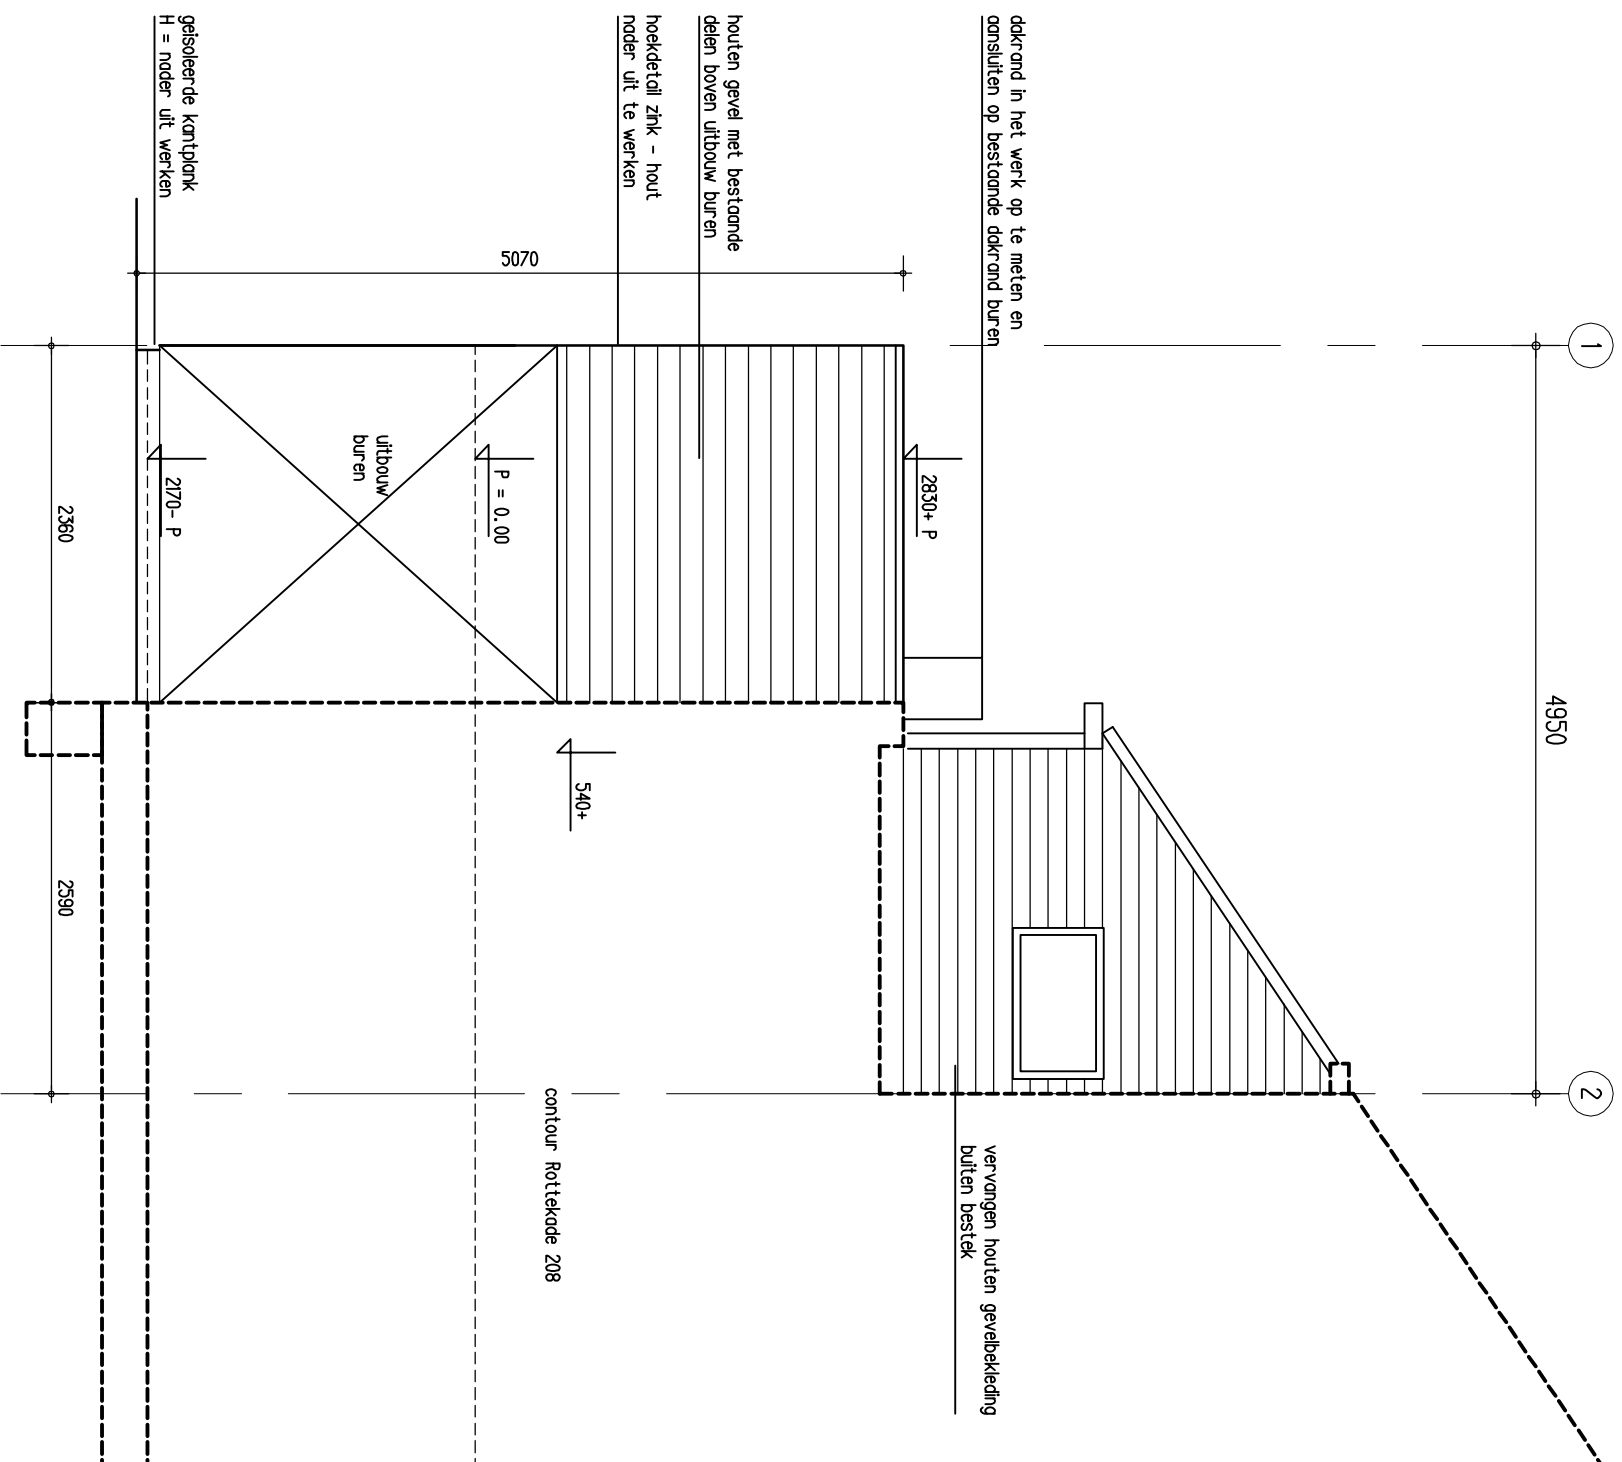 1
2
4950
dakrand in het werk op te meten en
aansluiten op bestaande dakrand buren
vervangen houten gevelbekleding
buiten bestek
2830+ P
houten gevel met bestaande
delen boven uitbouw buren
hoekdetail zink - hout
nader uit te werken
540+
contour Rottekade 208
5070
P = 0.00
uitbouw
buren
geisoleerde kantplank
H = nader uit werken
2170- P
2360
2590